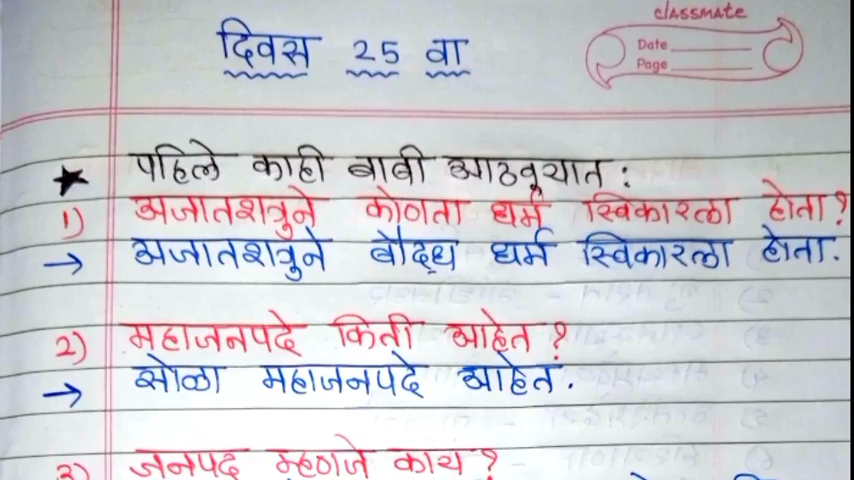 classmate
Date
Page
दिवस 25 वा
★ पहिले काही बाबी आठवूयात :
1) अजातशत्रुने कोणता धर्म स्विकारला होता ?
→ अजातशत्रुने बौद्ध धर्म स्विकारला होता.
2) महाजनपदे किती आहेत ?
→ सोळा महाजनपदे आहेत.
3) जनपद म्हणजे काय ?